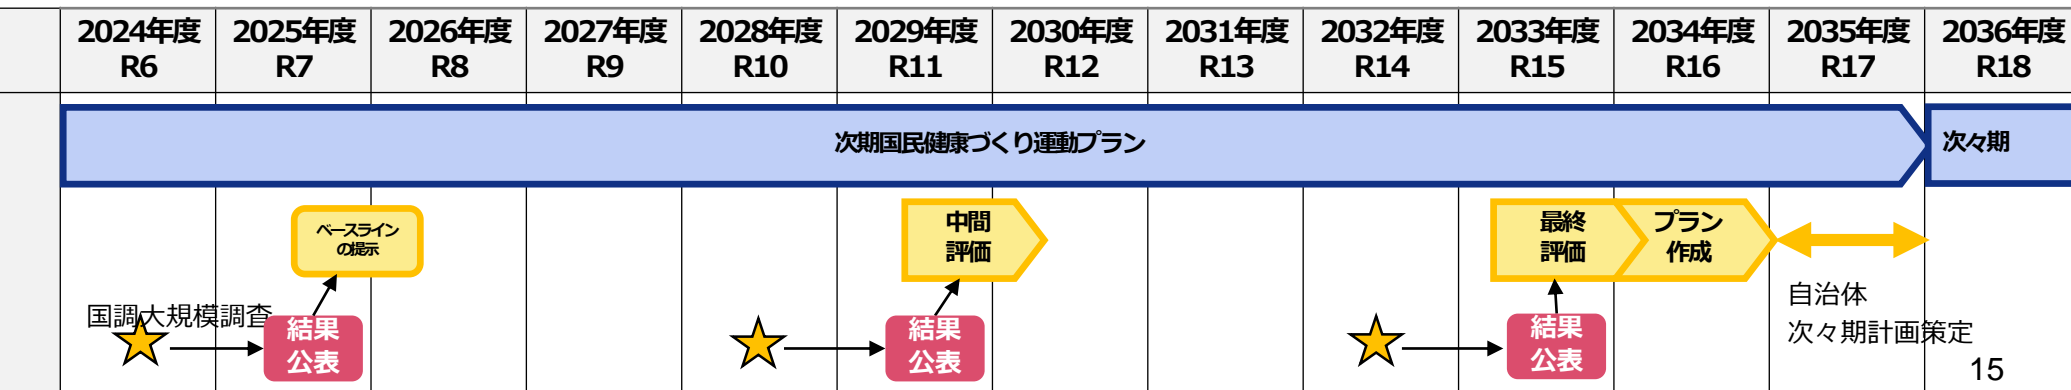 2024年度
R6
2025年度
R7
2026年度
R8
2027年度
R9
2028年度
R10
2029年度
R11
2030年度
R12
2031年度
R13
2032年度
R14
2033年度
R15
2034年度
R16
2035年度
R17
2036年度
R18
次期国民健康づくり運動プラン
次々期
ベースライン
の提示
中間
評価
最終
評価
プラン
作成
国調大規模調査
結果
公表
結果
公表
結果
公表
自治体
次々期計画策定
15